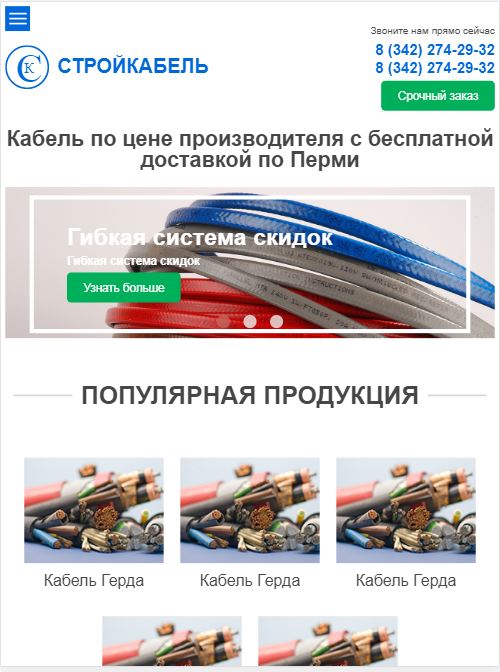 Звоните нам прямо сейчас
8 (342) 274-29-32
8 (342) 274-29-32
СК
СТРОЙКАБЕЛЬ
Срочный заказ
Кабель по цене производителя с бесплатной
доставкой по Перми
Гибкая система скидок
Гибкая система скидок
Узнать больше
ПОПУЛЯРНАЯ ПРОДУКЦИЯ
Кабель Герда
Кабель Герда
Кабель Герда